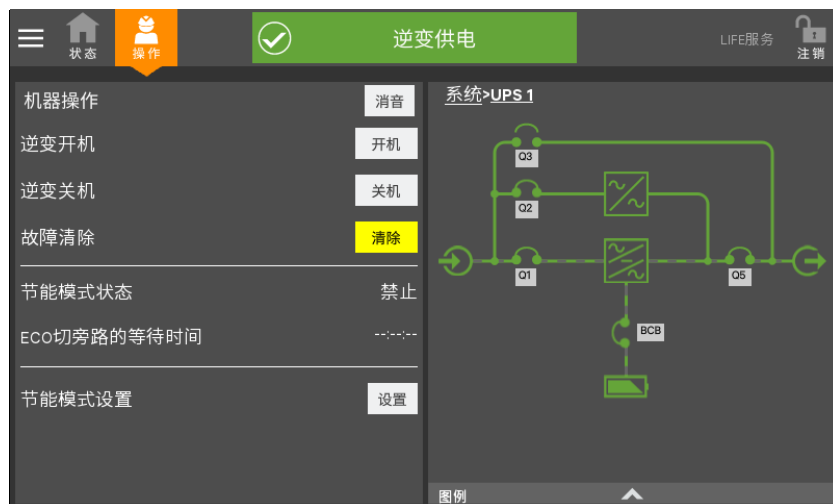 状态
操作
逆变供电
LIFE服务
注销
机器操作
消音
逆变开机
开机
逆变关机
关机
故障清除
清除
节能模式状态
禁止
ECO切旁路的等待时间
--:--:--
节能模式设置
设置
系统>UPS 1
Q3
Q2
Q1
Q5
BCB
图例